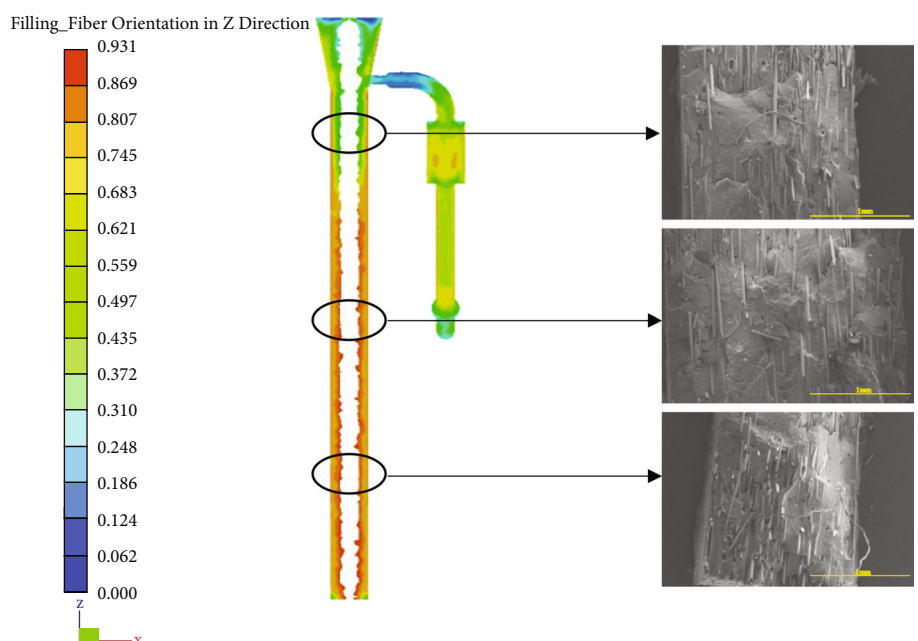 Filling_Fiber Orientation in Z Direction
0.931
0.869
0.807
0.745
0.683
0.621
0.559
0.497
0.435
0.372
0.310
0.248
0.186
0.124
0.062
0.000
z
x
1mm
1mm
1mm